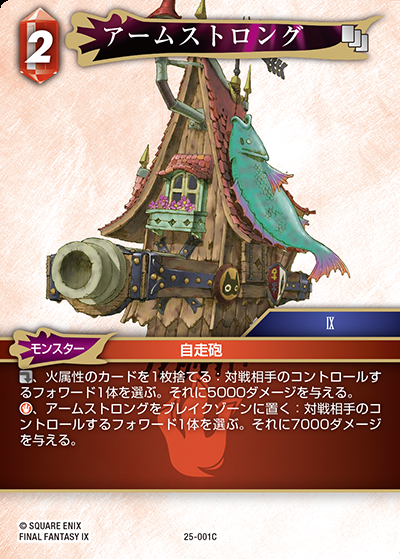 2
アームストロング
IX
モンスター
自走砲
、火属性のカードを1枚捨てる：対戦相手のコントロールす
るフォワード1体を選ぶ。それに5000ダメージを与える。
、アームストロングをブレイクゾーンに置く：対戦相手のコ
ントロールするフォワード1体を選ぶ。それに7000ダメージ
を与える。
© SQUARE ENIX
FINAL FANTASY IX
25-001C